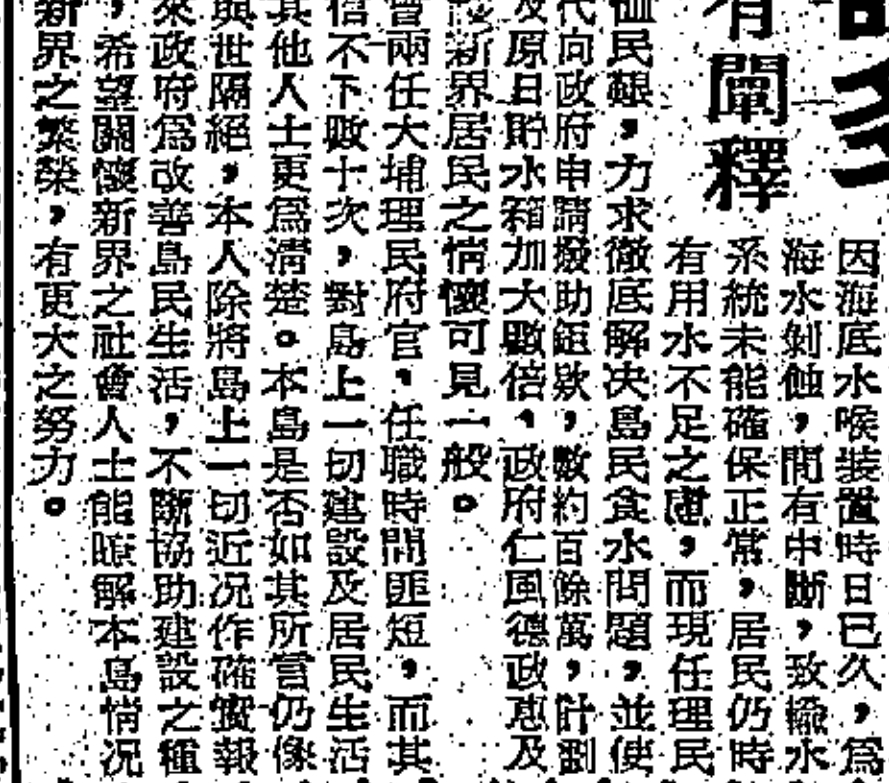 多
有闡釋
因海底水喉裝置時日已久，爲
海水剝蝕，間有中斷，致輸水
系統未能確保正常，居民仍時
有用水不足之慮，而現任理民
恤民艱，力求徹底解決島民食水問題，並使
代向政府申請撥助鉅欵，數約百餘萬，計劃
及原日貯水箱加大數倍，政府仁風德政惠及
新界居民之情懷可見一般。
會兩任大埔理民府官，任職時間匪短，而其
信不下數十次，對島上一切建設及居民生活
其他人士更爲清楚。本島是否如其所言仍像
與世隔絕，本人除將島上一切近况作確實報
來政府爲改善島民生活，不斷協助建設之種
，希望關懷新界之社會人士能瞭解本島情况
新界之繁榮，有更大之努力。